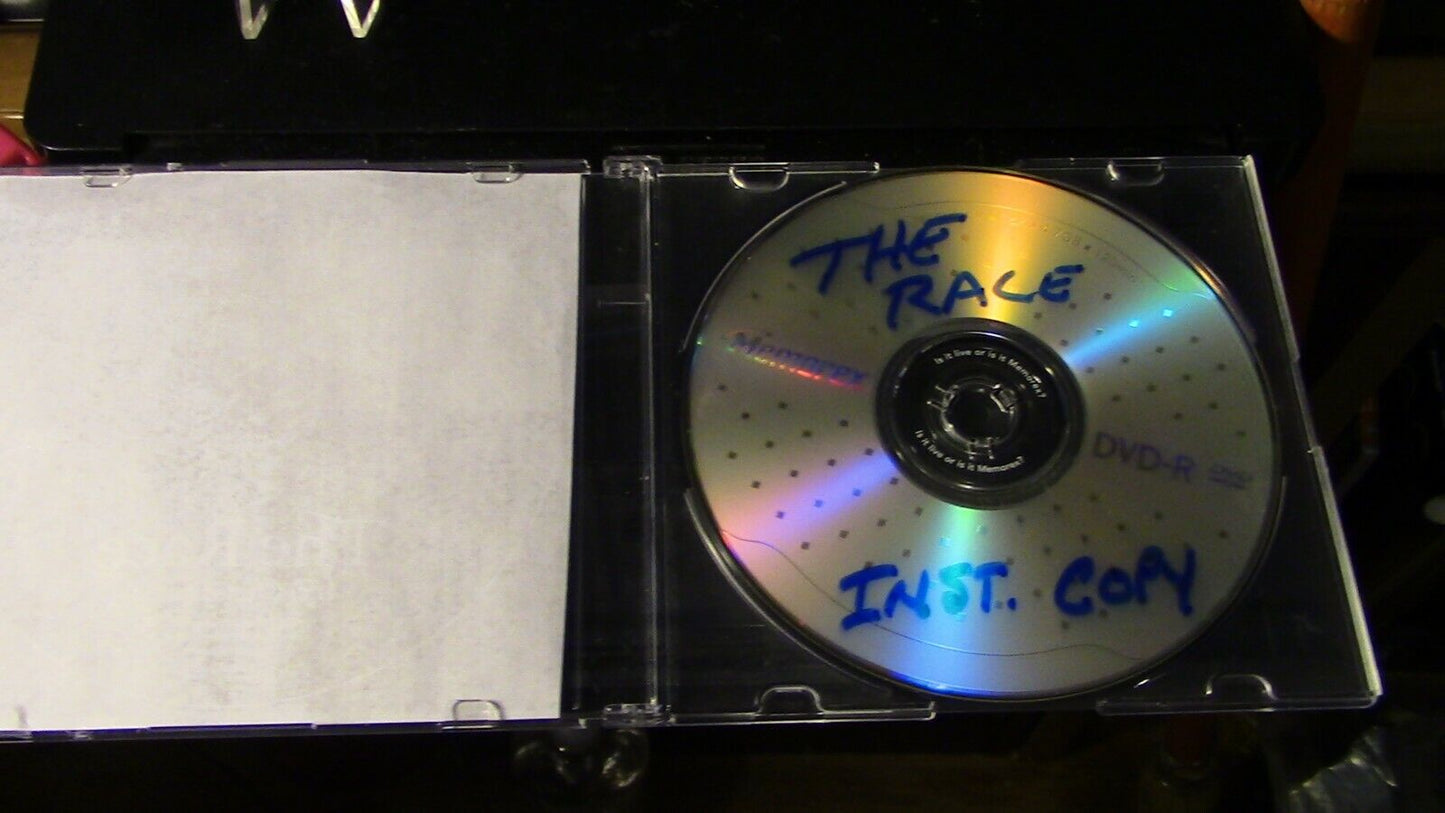 THE
RACE
Memorex
Is it live or is it Memorex?
Is it live or is it Memorex?
DVD-R
INST. COPY